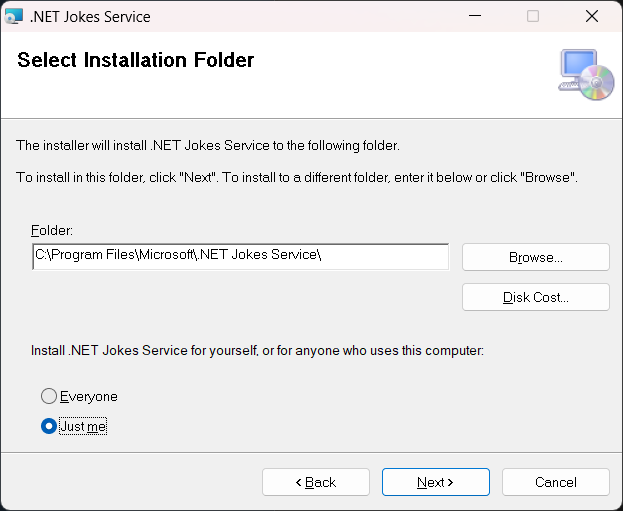 .NET Jokes Service
Select Installation Folder
The installer will install .NET Jokes Service to the following folder.
To install in this folder, click "Next". To install to a different folder, enter it below or click "Browse".
Folder:
C:\Program Files\Microsoft\.NET Jokes Service\
Browse...
Disk Cost...
Install .NET Jokes Service for yourself, or for anyone who uses this computer:
Everyone
Just me
< Back
Next >
Cancel